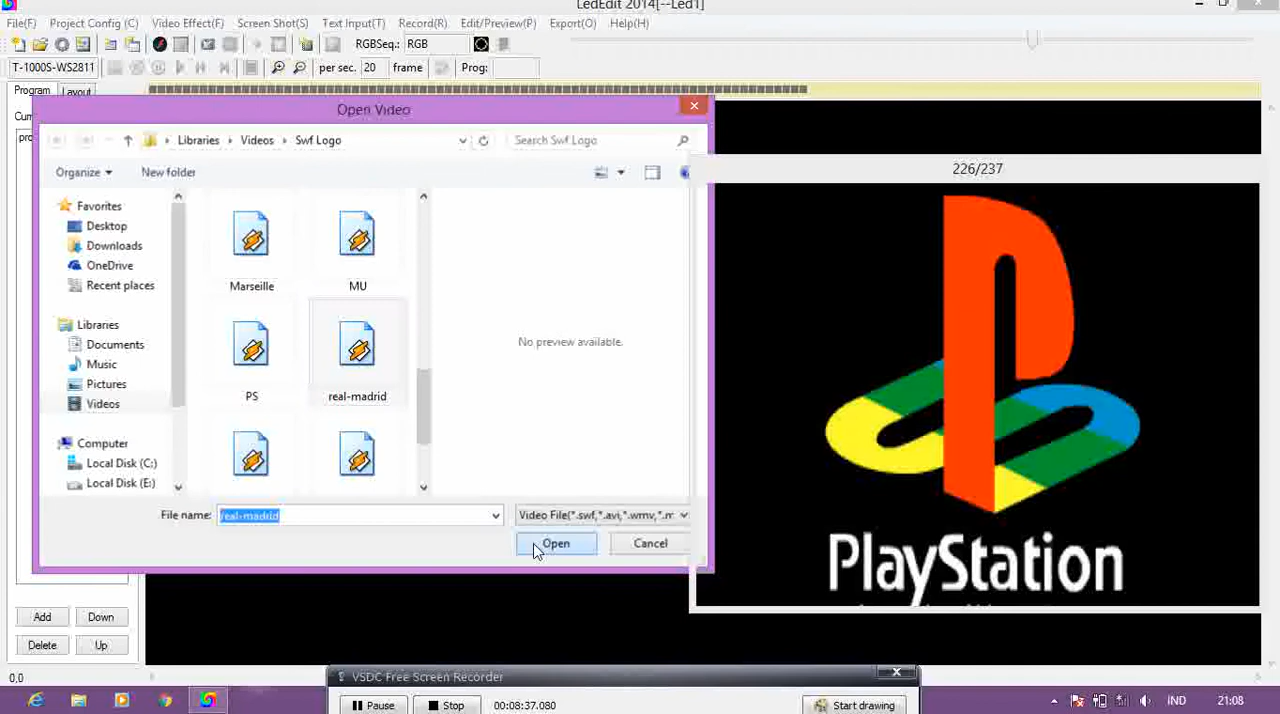 LedEdit 2014[--Led1]
File(F) Project Config (C) Video Effect(F) Screen Shot(S) Text Input(T) Record(R) Edit/Preview(P) Export(O) Help(H)
RGBSeq.: RGB
T-1000S-WS2811 per sec. 20 frame Prog:
Program Layout
Open Video
Libraries Videos Swf Logo Search Swf Logo
Organize New folder
226/237
Favorites
Desktop
Downloads
OneDrive
Recent places
Libraries
Documents
Music
Pictures
Videos
Computer
Local Disk (C:)
Local Disk (E:)
Marseille MU
PS real-madrid
No preview available.
File name: real-madrid Video File(*.swf,*.avi,*.wmv,*.m
Open Cancel
PlayStation
Add Down
Delete Up
0,0
VSDC Free Screen Recorder
Pause Stop 00:08:37.080 Start drawing
IND 21:08